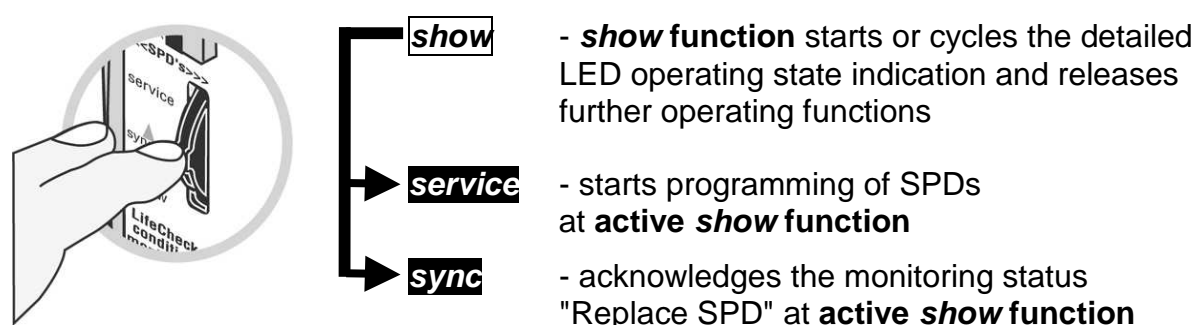 <SPD's>>>
service
LifeCheck
show - show function starts or cycles the detailed
LED operating state indication and releases
further operating functions
service - starts programming of SPDs
at active show function
sync - acknowledges the monitoring status
"Replace SPD" at active show function